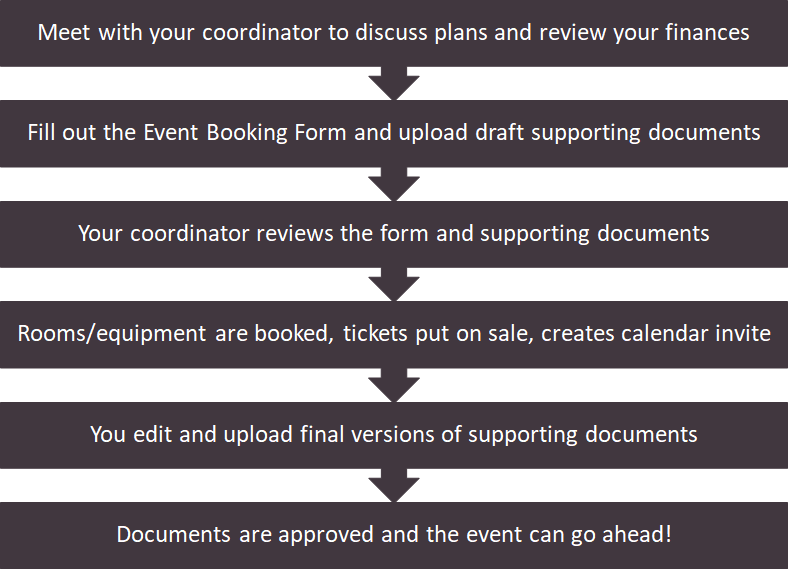 Meet with your coordinator to discuss plans and review your finances
Fill out the Event Booking Form and upload draft supporting documents
Your coordinator reviews the form and supporting documents
Rooms/equipment are booked, tickets put on sale, creates calendar invite
You edit and upload final versions of supporting documents
Documents are approved and the event can go ahead!